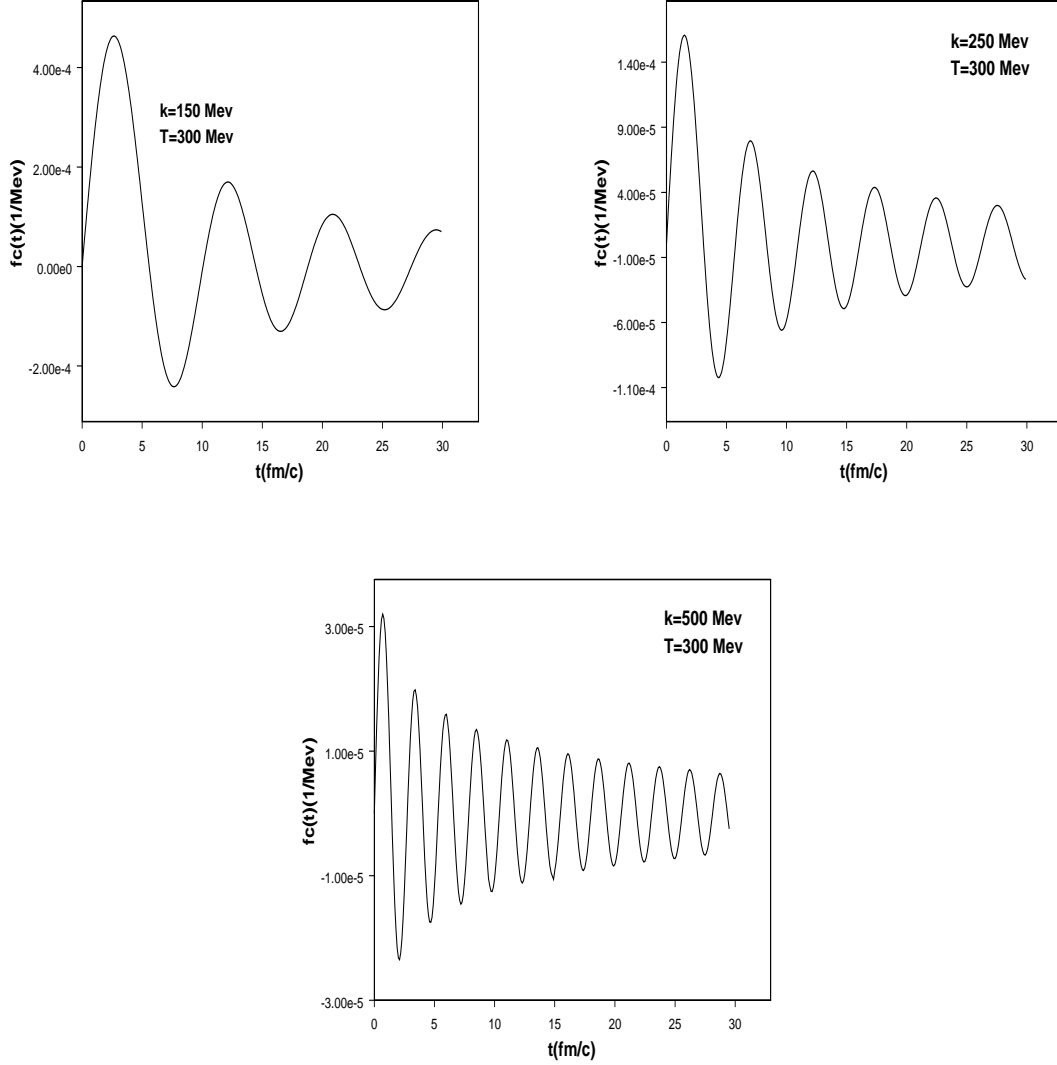 4.00e-4
2.00e-4
0.00e0
-2.00e-4
fc(t)(1/Mev)
k=150 Mev
T=300 Mev
0 5 10 15 20 25 30
t(fm/c)
1.40e-4
9.00e-5
4.00e-5
-1.00e-5
-6.00e-5
-1.10e-4
fc(t)(1/Mev)
k=250 Mev
T=300 Mev
0 5 10 15 20 25 30
t(fm/c)
3.00e-5
1.00e-5
-1.00e-5
-3.00e-5
fc(t)(1/Mev)
k=500 Mev
T=300 Mev
0 5 10 15 20 25 30
t(fm/c)